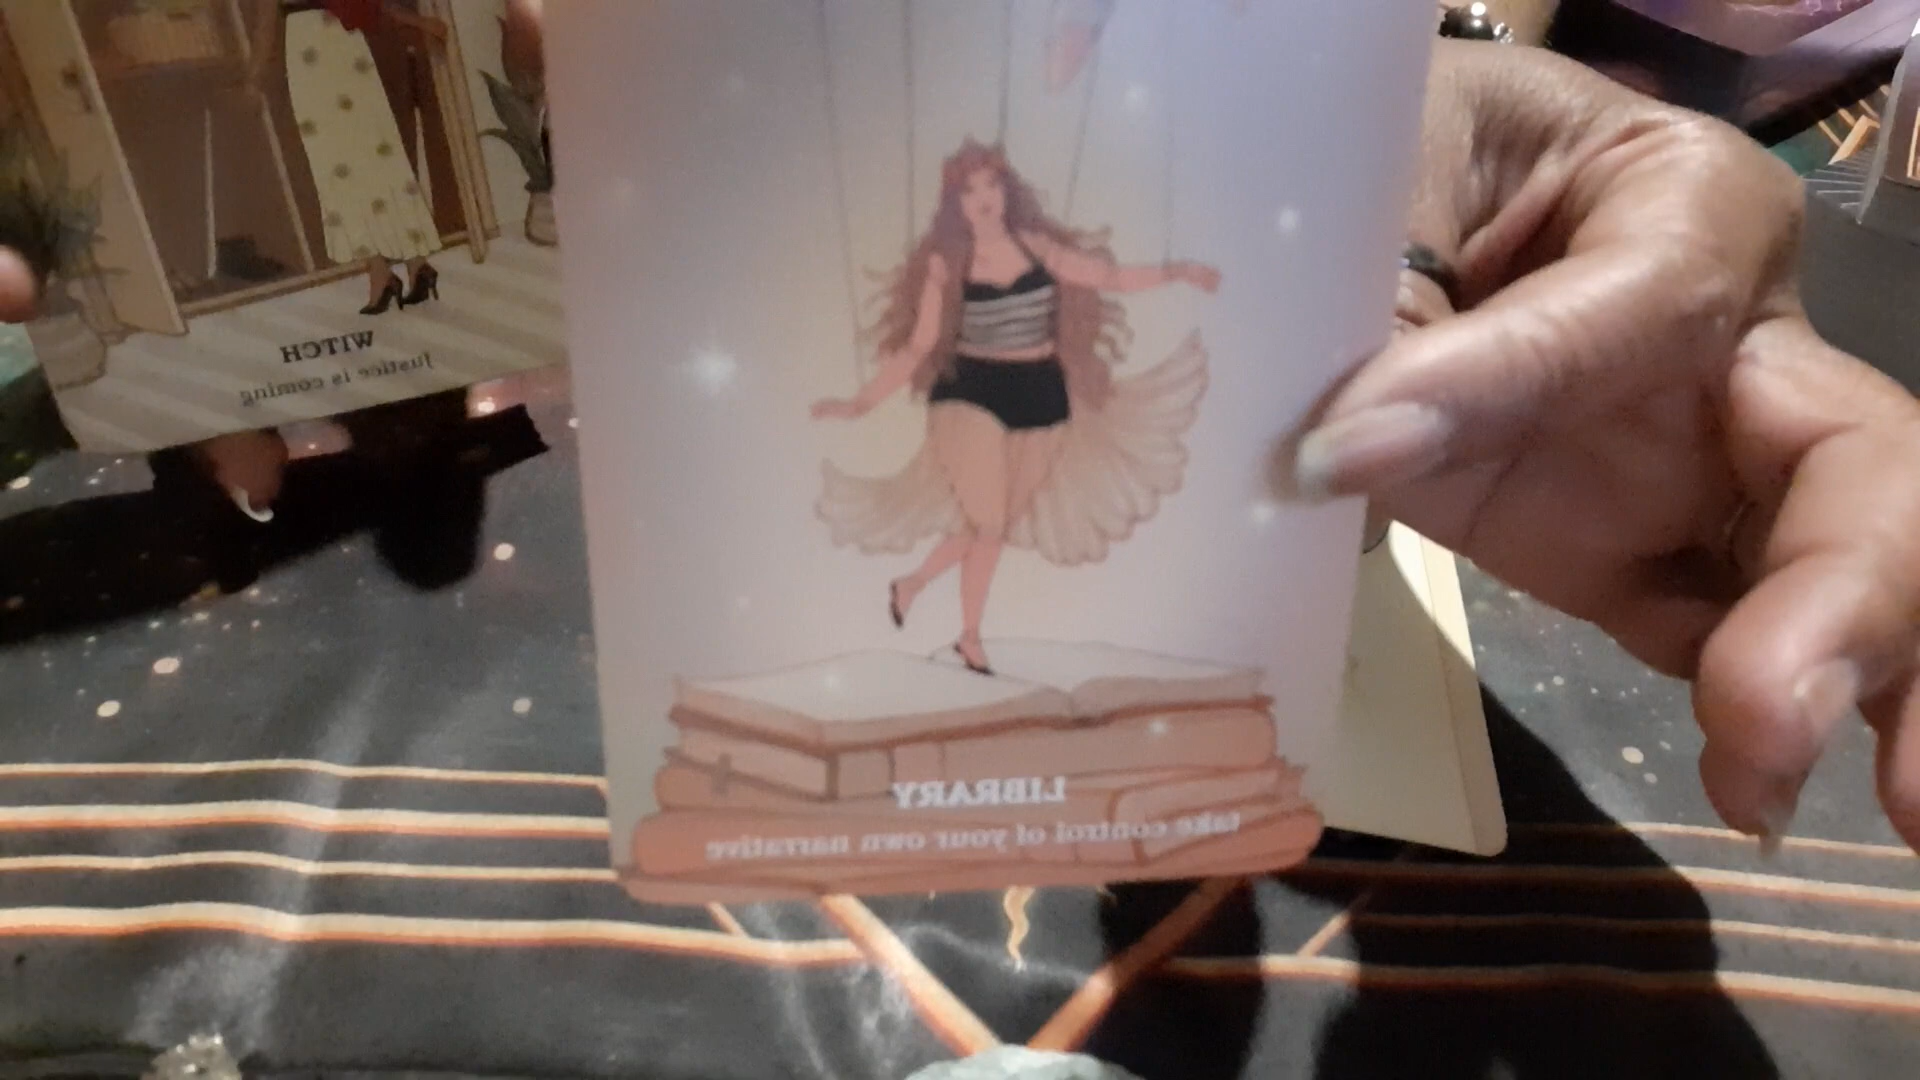 WITCH
Justice is coming
LIBRARY
take control of your own narrative